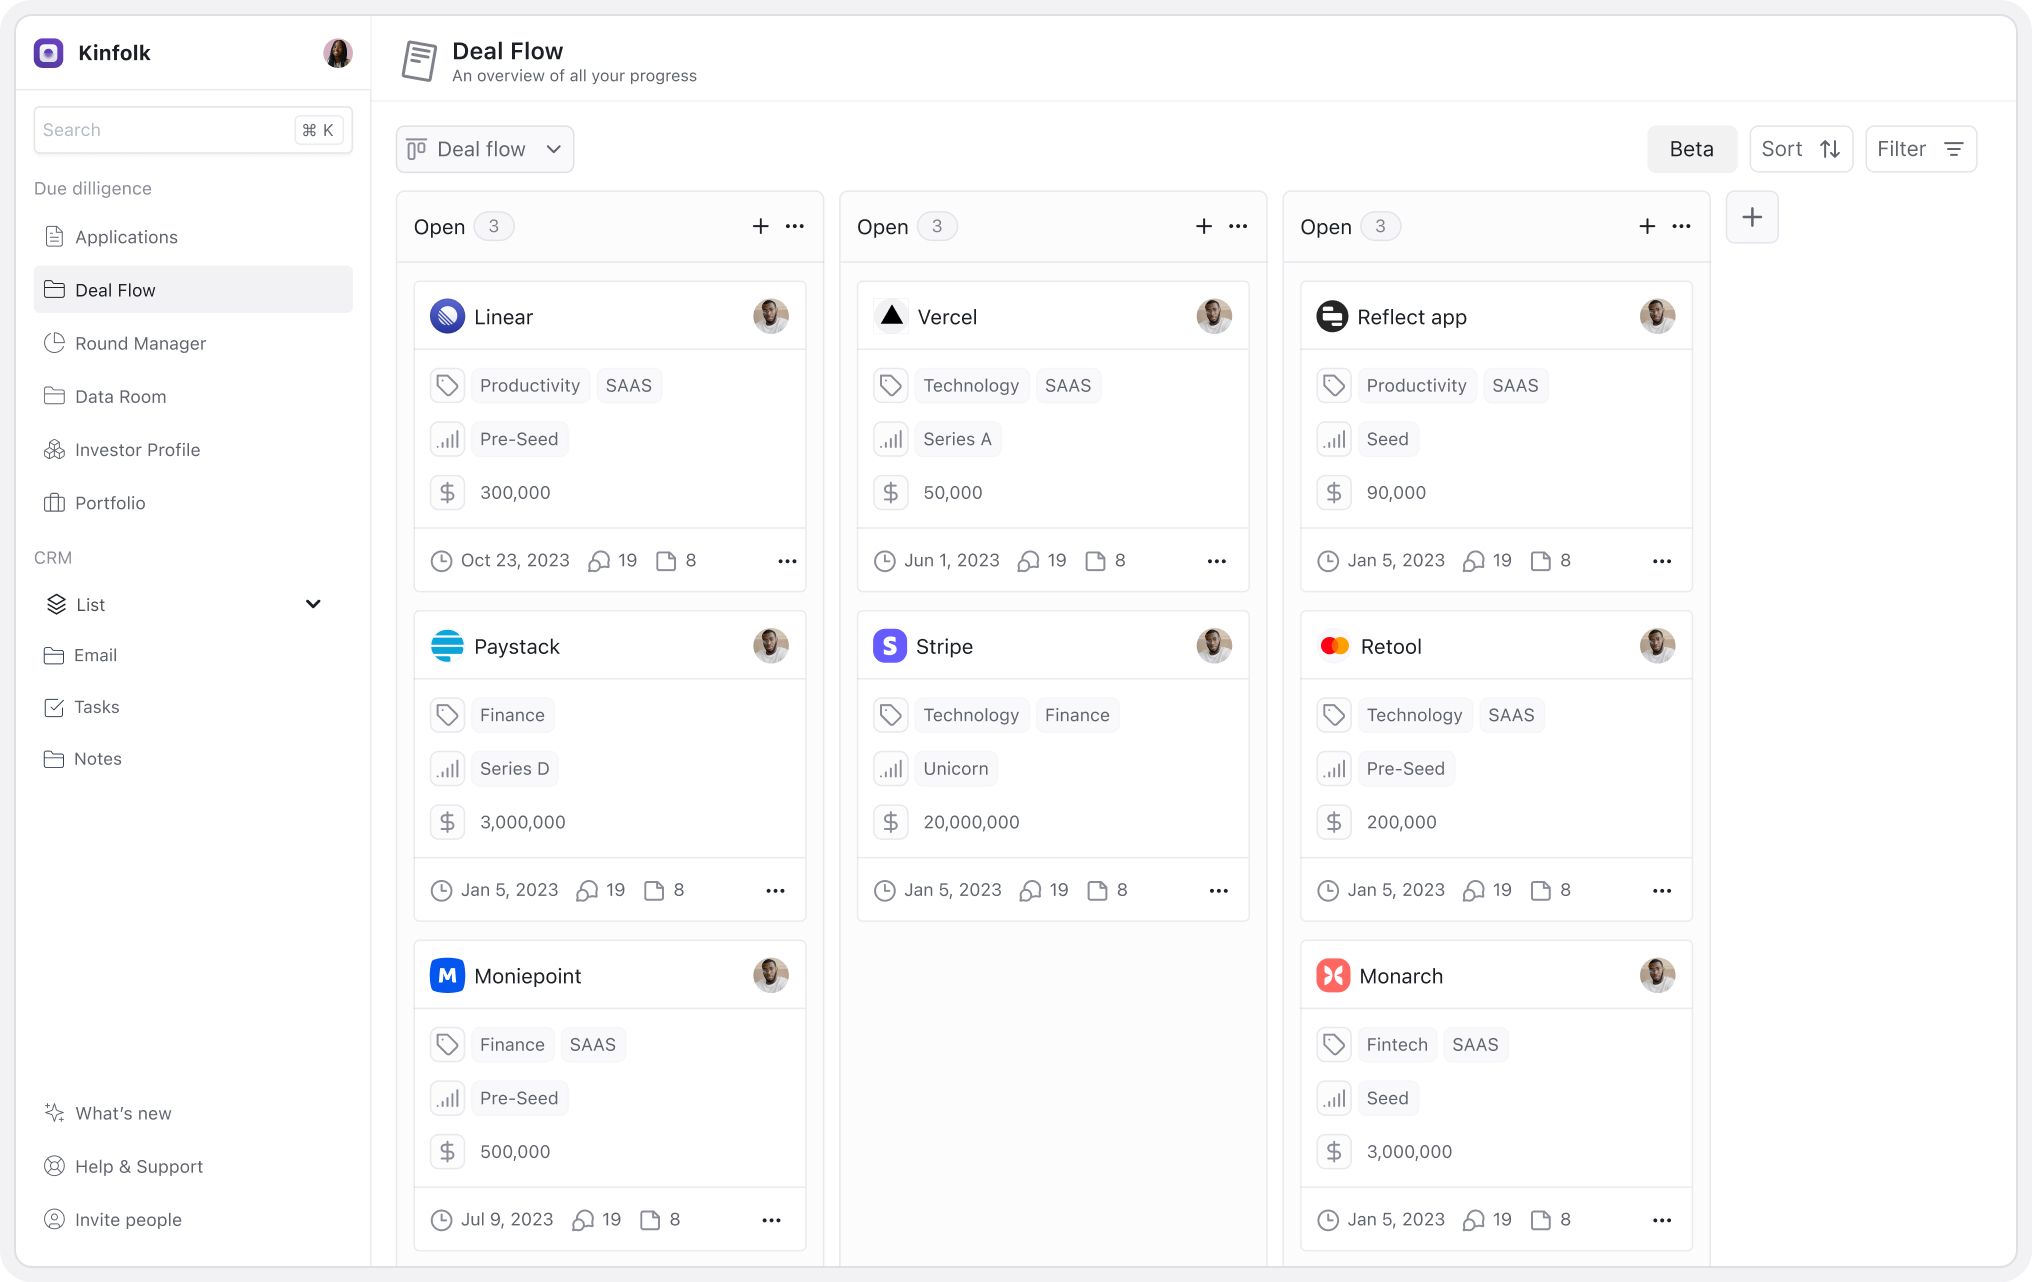 Kinfolk
Search
⌘ K
Due dilligence
Applications
Deal Flow
Round Manager
Data Room
Investor Profile
Portfolio
CRM
List
Email
Tasks
Notes
What's new
Help & Support
Invite people
Deal Flow
An overview of all your progress
Deal flow
Beta
Sort
Filter
Open 3
Linear
Productivity SAAS
Pre-Seed
$ 300,000
Oct 23, 2023 19 8
Paystack
Finance
Series D
$ 3,000,000
Jan 5, 2023 19 8
M Moniepoint
Finance SAAS
Pre-Seed
$ 500,000
Jul 9, 2023 19 8
Open 3
Vercel
Technology SAAS
Series A
$ 50,000
Jun 1, 2023 19 8
S Stripe
Technology Finance
Unicorn
$ 20,000,000
Jan 5, 2023 19 8
Open 3
Reflect app
Productivity SAAS
Seed
$ 90,000
Jan 5, 2023 19 8
Retool
Technology SAAS
Pre-Seed
$ 200,000
Jan 5, 2023 19 8
Monarch
Fintech SAAS
Seed
$ 3,000,000
Jan 5, 2023 19 8